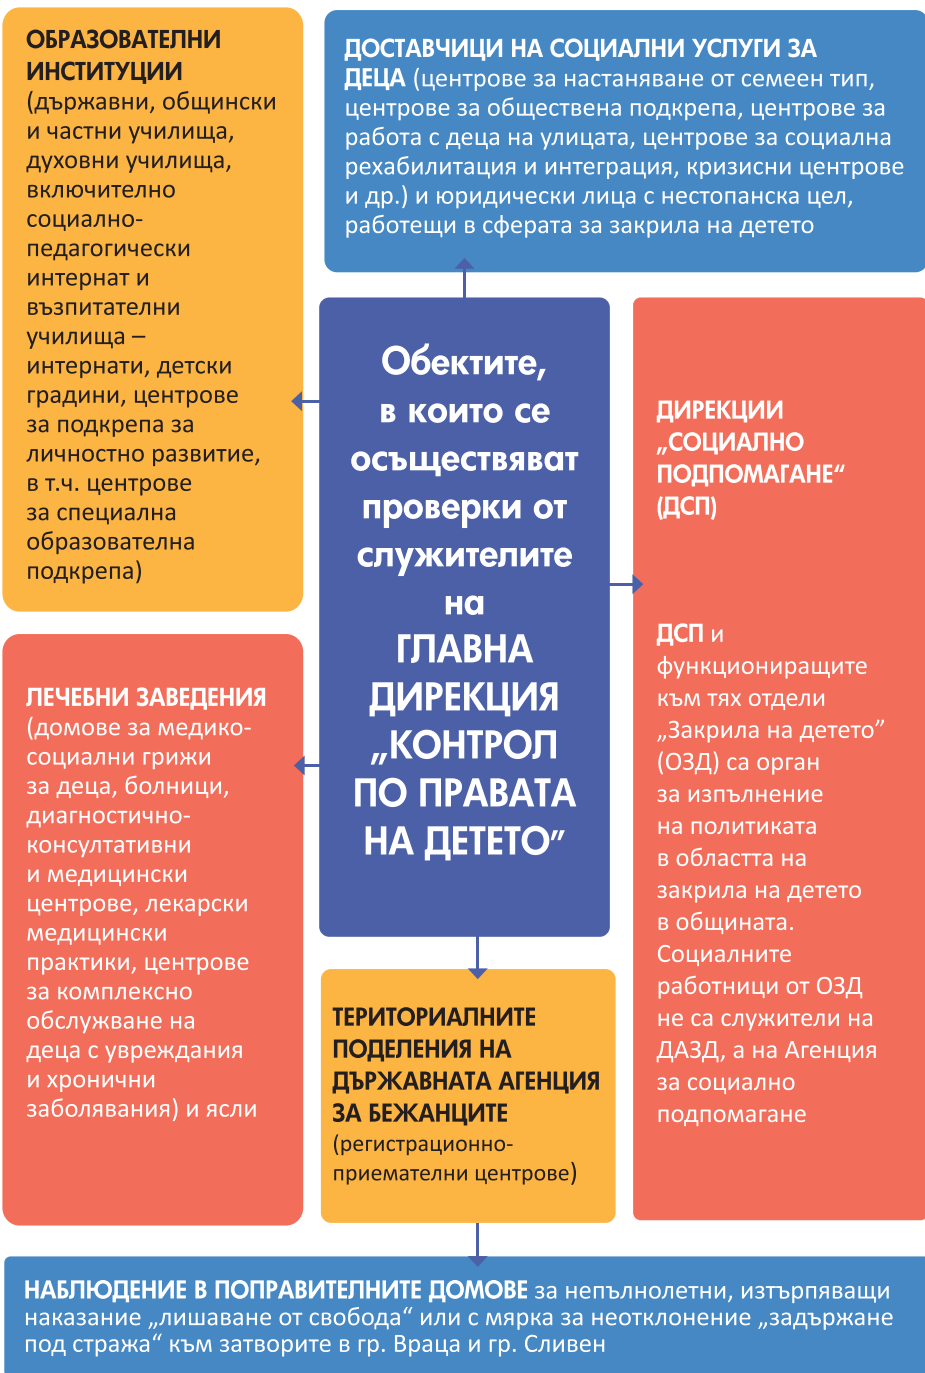 ОБРАЗОВАТЕЛНИ
ИНСТИТУЦИИ
(държавни, общински
и частни училища,
духовни училища,
включително
социално-
педагогически
интернат и
възпитателни
училища –
интернати, детски
градини, центрове
за подкрепа за
личностно развитие,
в т.ч. центрове
за специална
образователна
подкрепа)
ДОСТАВЧИЦИ НА СОЦИАЛНИ УСЛУГИ ЗА
ДЕЦА (центрове за настаняване от семеен тип,
центрове за обществена подкрепа, центрове за
работа с деца на улицата, центрове за социална
рехабилитация и интеграция, кризисни центрове
и др.) и юридически лица с нестопанска цел,
работещи в сферата за закрила на детето
Обектите,
в които се
осъществяват
проверки от
служителите
на
ГЛАВНА
ДИРЕКЦИЯ
„КОНТРОЛ
ПО ПРАВАТА
НА ДЕТЕТО”
ДИРЕКЦИИ
„СОЦИАЛНО
ПОДПОМАГАНЕ“
(ДСП)
ДСП и
функциониращите
към тях отдели
„Закрила на детето”
(ОЗД) са орган
за изпълнение
на политиката
в областта на
закрила на детето
в общината.
Социалните
работници от ОЗД
не са служители на
ДАЗД, а на Агенция
за социално
подпомагане
ЛЕЧЕБНИ ЗАВЕДЕНИЯ
(домове за медико-
социални грижи
за деца, болници,
диагностично-
консултативни
и медицински
центрове, лекарски
медицински
практики, центрове
за комплексно
обслужване на
деца с увреждания
и хронични
заболявания) и ясли
ТЕРИТОРИАЛНИТЕ
ПОДЕЛЕНИЯ НА
ДЪРЖАВНАТА АГЕНЦИЯ
ЗА БЕЖАНЦИТЕ
(регистрационно-
приемателни центрове)
НАБЛЮДЕНИЕ В ПОПРАВИТЕЛНИТЕ ДОМОВЕ за непълнолетни, изтърпяващи
наказание „лишаване от свобода“ или с мярка за неотклонение „задържане
под стража“ към затворите в гр. Враца и гр. Сливен